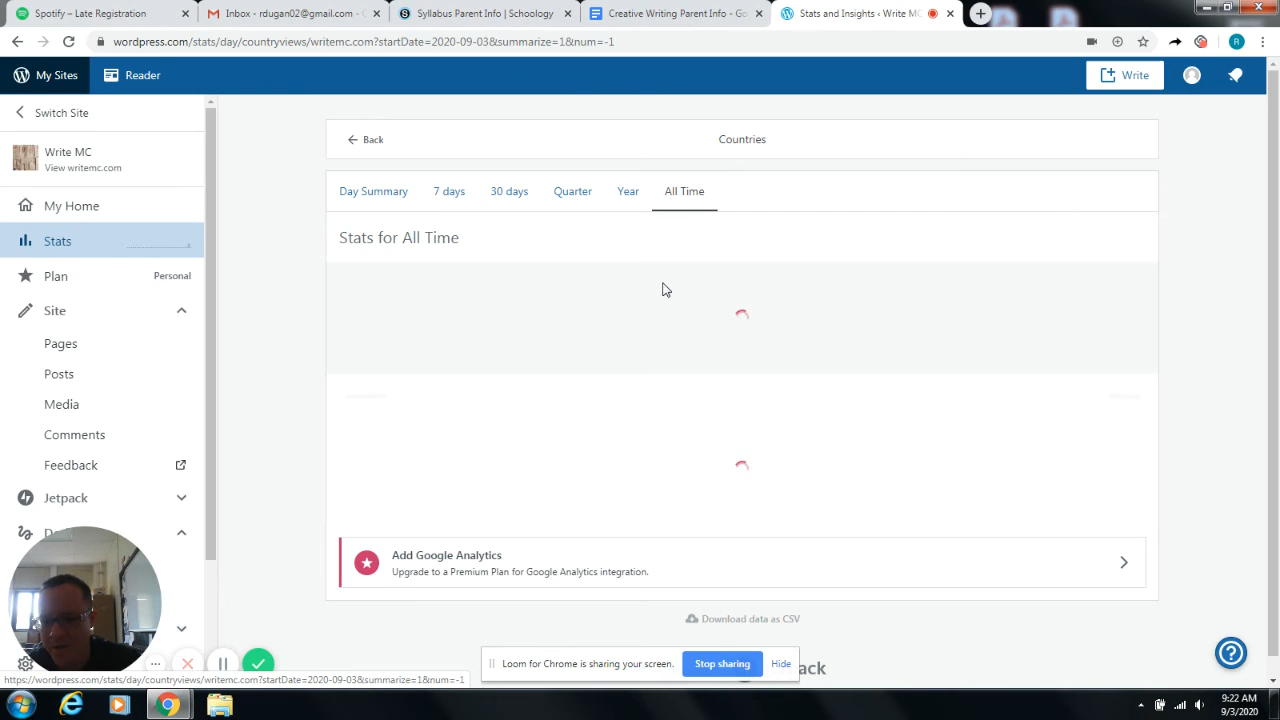 Spotify – Late Registration
Inbox - rdusan02@gmail.com - G
Syllabus Parent Info | Schoology
Creative Writing Parent Info - Go
Stats and Insights ‹ Write MC
wordpress.com/stats/day/countryviews/writemc.com?startDate=2020-09-03&summarize=1&num=-1
R
My Sites
Reader
Write
Switch Site
Write MC
View writemc.com
My Home
Stats
Plan
Personal
Site
Pages
Posts
Media
Comments
Feedback
Jetpack
Back
Countries
Day Summary
7 days
30 days
Quarter
Year
All Time
Stats for All Time
Add Google Analytics
Upgrade to a Premium Plan for Google Analytics integration.
Download data as CSV
Loom for Chrome is sharing your screen.
Stop sharing
Hide
https://wordpress.com/stats/day/countryviews/writemc.com?startDate=2020-09-03&summarize=1&num=-1
9:22 AM
9/3/2020